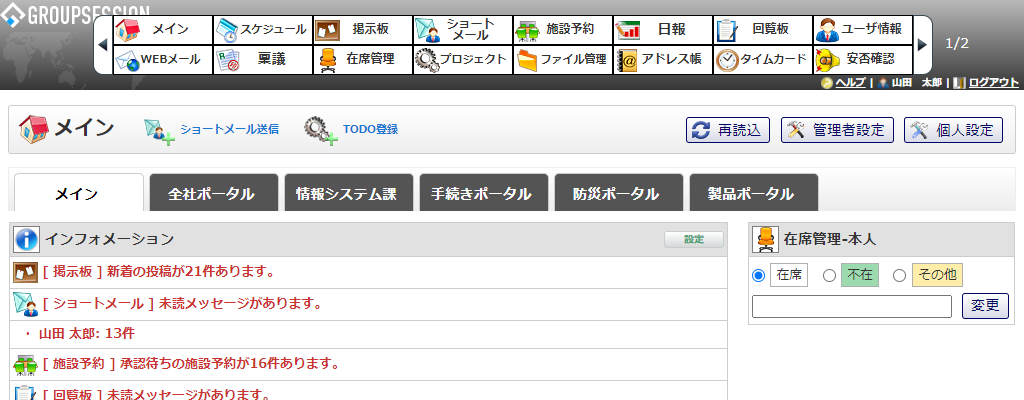 GROUPSESSION
メイン スケジュール 掲示板 ショートメール 施設予約 日報 回覧板 ユーザ情報
WEBメール 稟議 在席管理 プロジェクト ファイル管理 アドレス帳 タイムカード 安否確認
1/2
ヘルプ | 山田 太郎 | ログアウト
メイン ショートメール送信 TODO登録 再読込 管理者設定 個人設定
メイン 全社ポータル 情報システム課 手続きポータル 防災ポータル 製品ポータル
インフォメーション 設定
[ 掲示板 ] 新着の投稿が21件あります。
[ ショートメール ] 未読メッセージがあります。
・ 山田 太郎: 13件
[ 施設予約 ] 承認待ちの施設予約が16件あります。
[ 回覧板 ] 未読メッセージがあります。
在席管理-本人
在席 不在 その他
変更